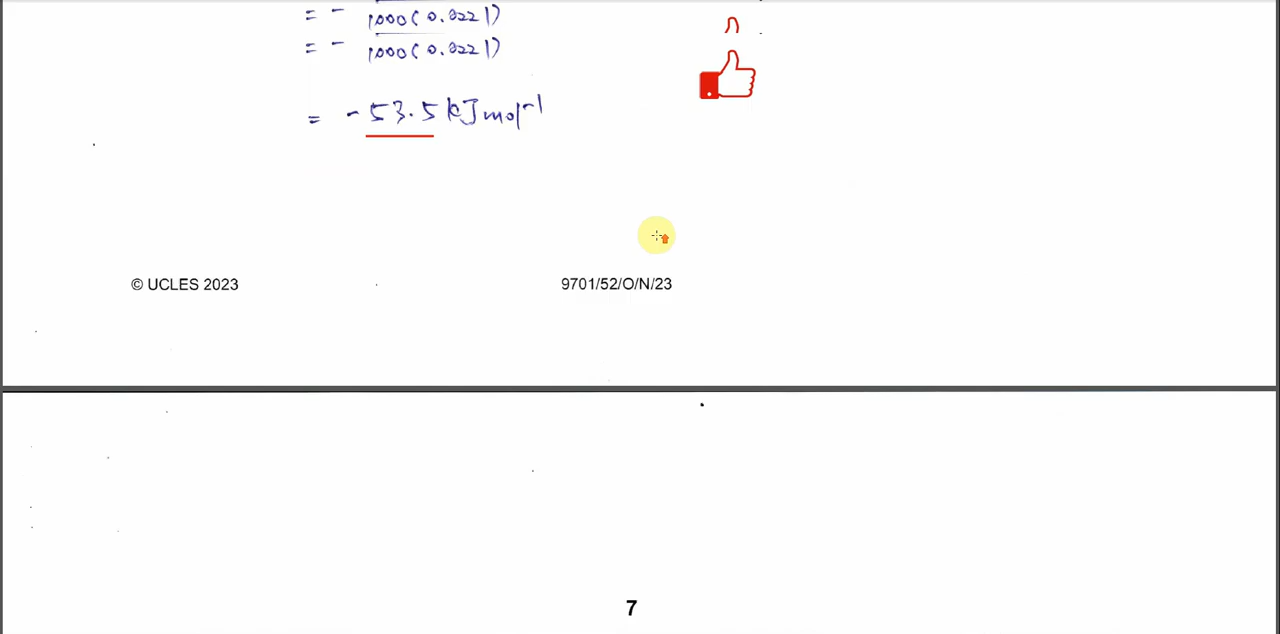 = - 1000(0.0221)
= - 1000(0.0221)
n
= - 53.5 kJ mol⁻¹
© UCLES 2023 9701/52/O/N/23
7